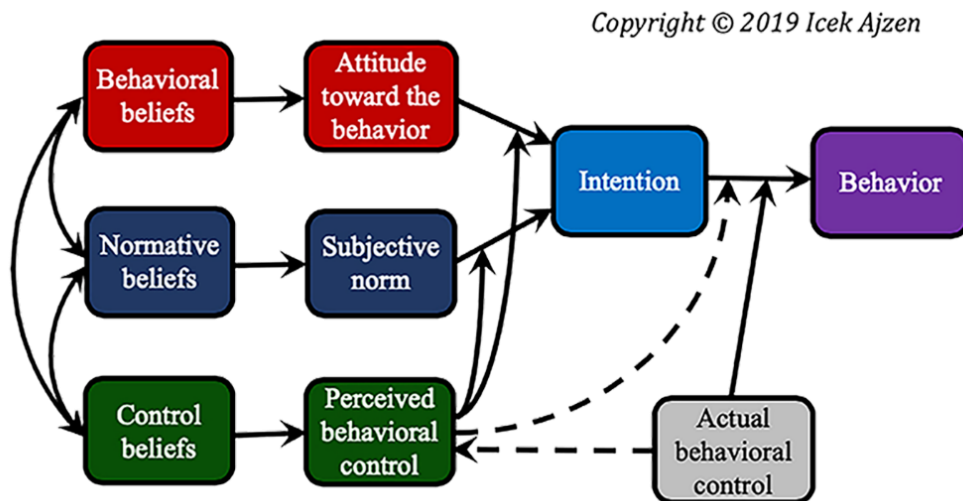 Copyright © 2019 Icek Ajzen
Behavioral
beliefs
Attitude
toward the
behavior
Intention
Behavior
Normative
beliefs
Subjective
norm
Control
beliefs
Perceived
behavioral
control
Actual
behavioral
control